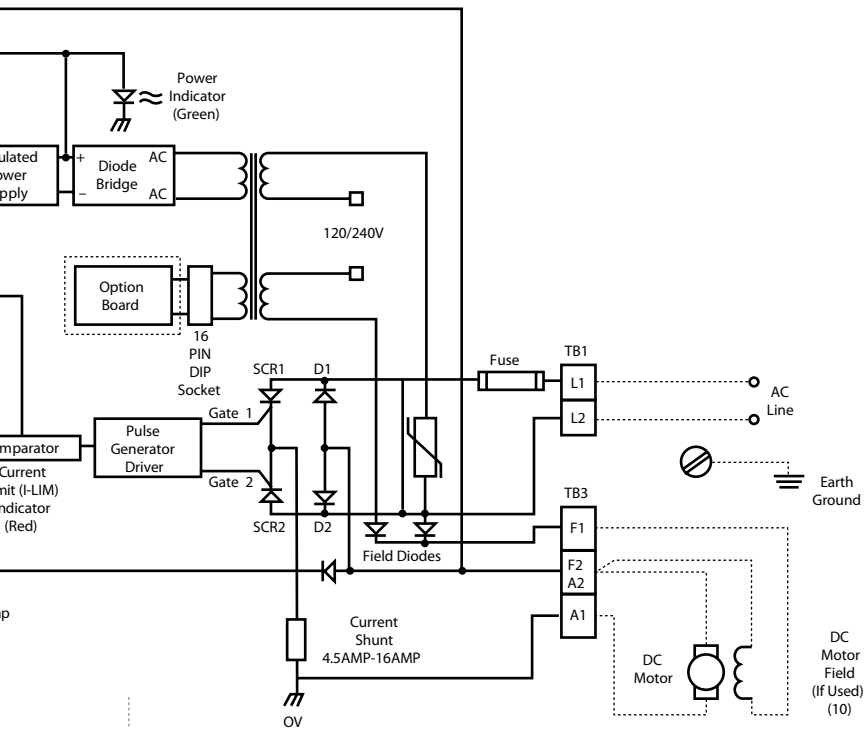 Power
Indicator
(Green)
ulated
ower
pply
+
–
Diode
Bridge
AC
AC
120/240V
Option
Board
16
PIN
DIP
Socket
SCR1
D1
Fuse
TB1
L1
L2
AC
Line
Gate 1
Pulse
Generator
Driver
mparator
Current
mit (I-LIM)
ndicator
(Red)
Gate 2
SCR2
D2
Earth
Ground
TB3
F1
Field Diodes
F2
A2
A1
Current
Shunt
4.5AMP-16AMP
OV
DC
Motor
DC
Motor
Field
(If Used)
(10)